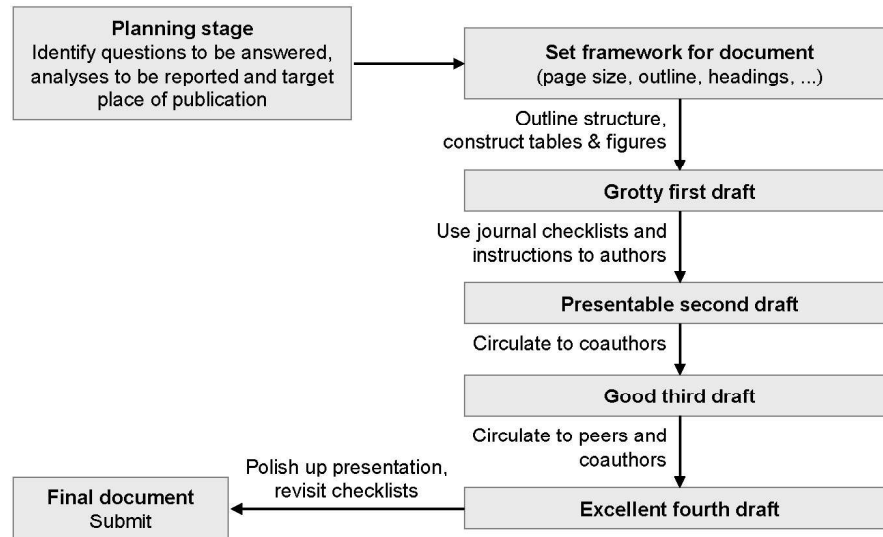 Planning stage
Identify questions to be answered,
analyses to be reported and target
place of publication
Set framework for document
(page size, outline, headings, ...)
Outline structure,
construct tables & figures
Grotty first draft
Use journal checklists and
instructions to authors
Presentable second draft
Circulate to coauthors
Good third draft
Circulate to peers and
coauthors
Excellent fourth draft
Polish up presentation,
revisit checklists
Final document
Submit